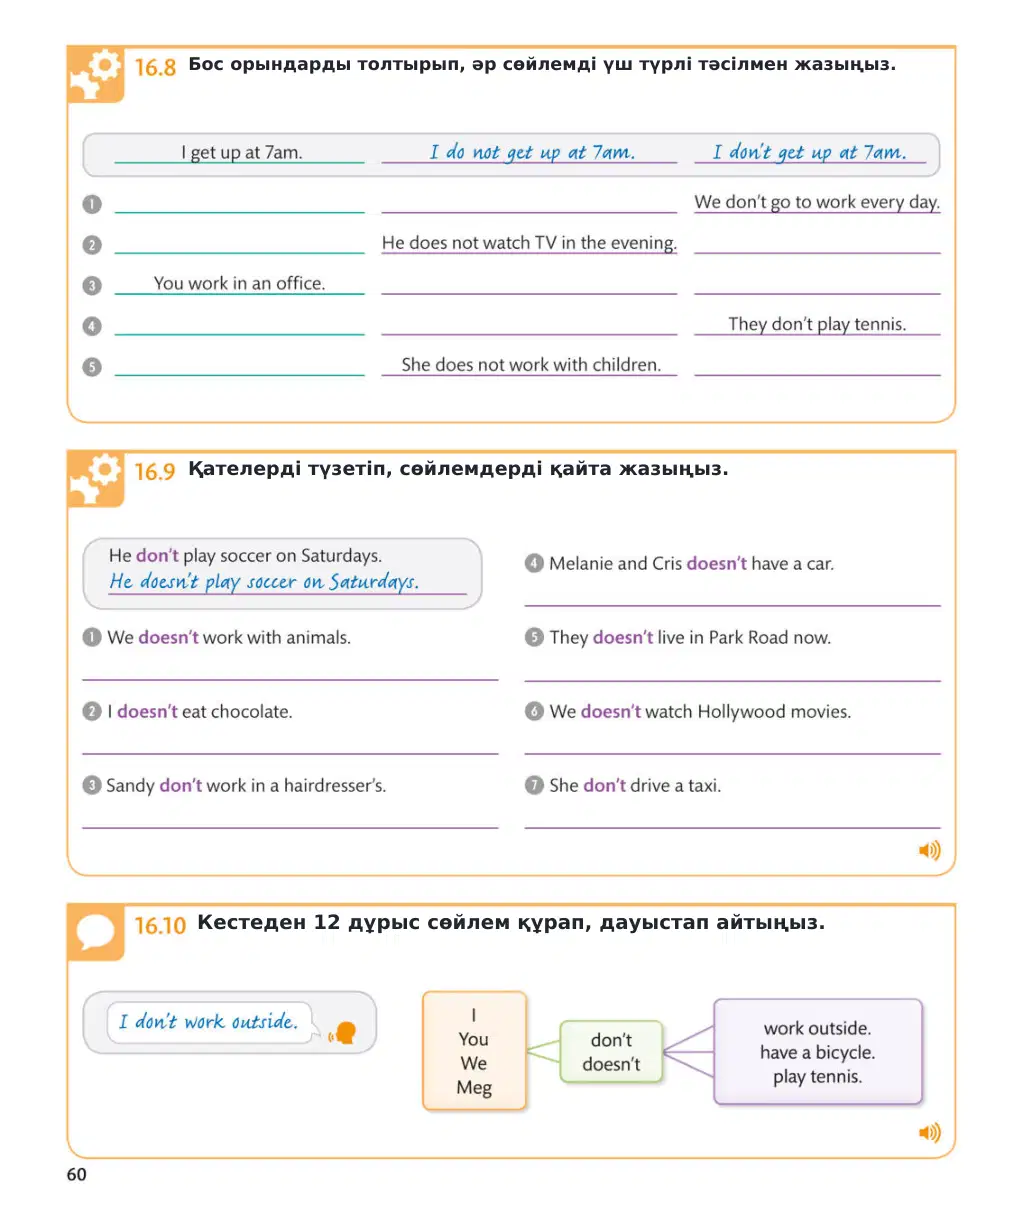 16.8 Бос орындарды толтырып, әр сөйлемді үш түрлі тәсілмен жазыңыз.
I get up at 7am. I do not get up at 7am. I don't get up at 7am.
1 We don't go to work every day.
2 He does not watch TV in the evening.
3 You work in an office.
4 They don't play tennis.
5 She does not work with children.
16.9 Қателерді түзетіп, сөйлемдерді қайта жазыңыз.
He don't play soccer on Saturdays.
He doesn't play soccer on Saturdays.
1 We doesn't work with animals.
2 I doesn't eat chocolate.
3 Sandy don't work in a hairdresser's.
4 Melanie and Cris doesn't have a car.
5 They doesn't live in Park Road now.
6 We doesn't watch Hollywood movies.
7 She don't drive a taxi.
16.10 Кестеден 12 дұрыс сөйлем құрап, дауыстап айтыңыз.
I don't work outside.
I
You
We
Meg
don't
doesn't
work outside.
have a bicycle.
play tennis.
60